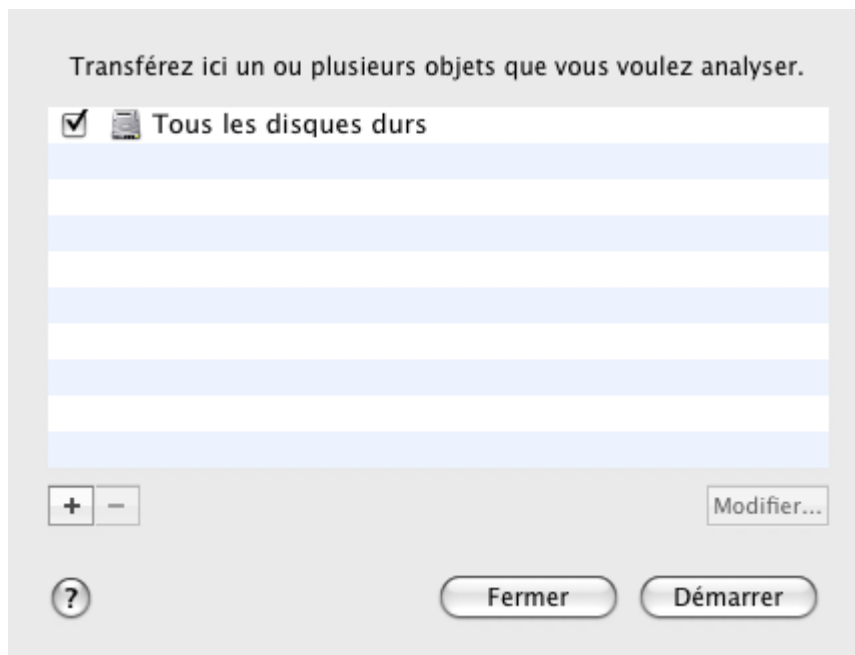 Transférez ici un ou plusieurs objets que vous voulez analyser.
Tous les disques durs
+ −
Modifier...
?
Fermer
Démarrer